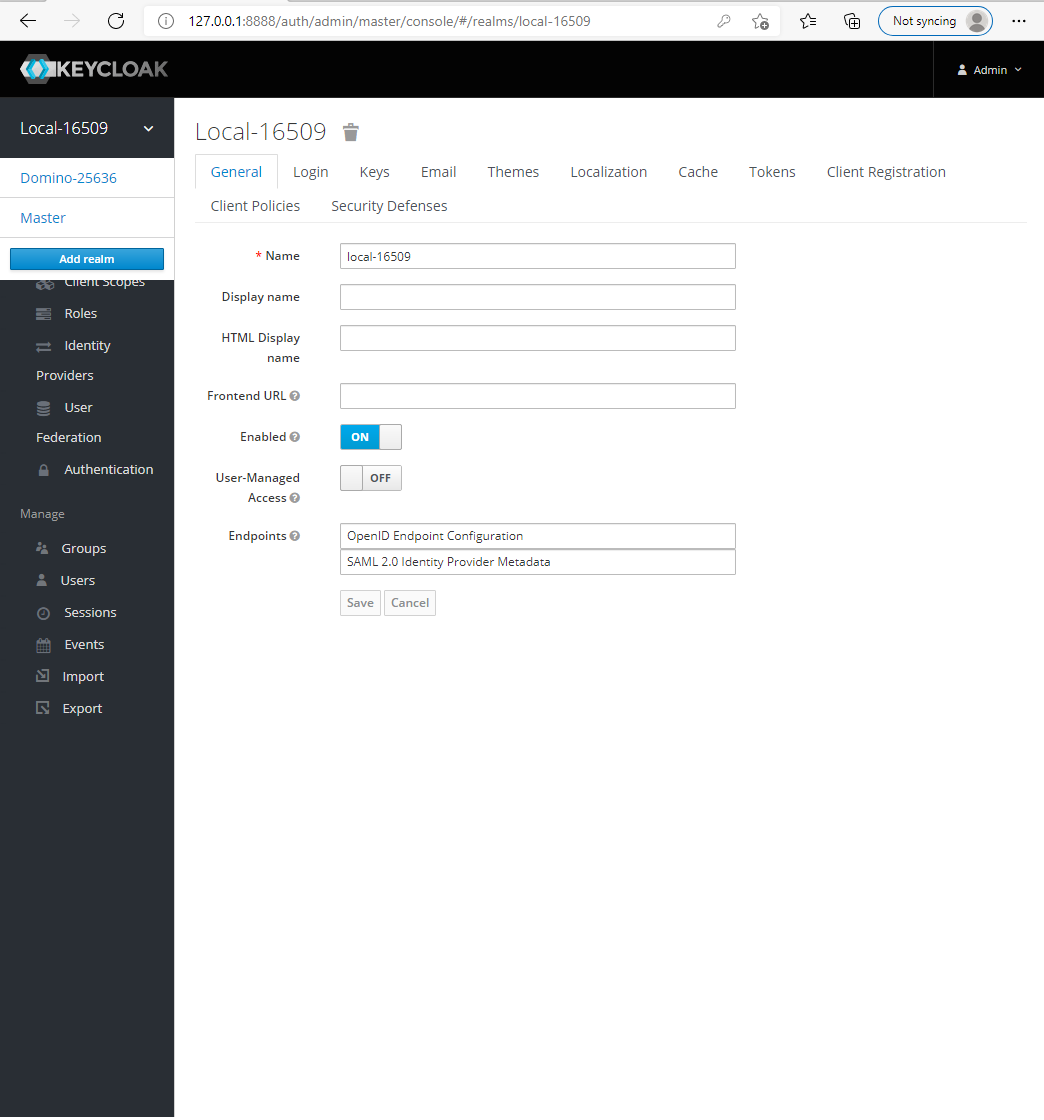 127.0.0.1:8888/auth/admin/master/console/#/realms/local-16509
Not syncing
KEYCLOAK
Admin
Local-16509
Domino-25636
Master
Add realm
Client Scopes
Roles
Identity
Providers
User
Federation
Authentication
Manage
Groups
Users
Sessions
Events
Import
Export
Local-16509
General Login Keys Email Themes Localization Cache Tokens Client Registration
Client Policies Security Defenses
* Name local-16509
Display name
HTML Display
name
Frontend URL
Enabled ON
User-Managed
Access OFF
Endpoints OpenID Endpoint Configuration
SAML 2.0 Identity Provider Metadata
Save Cancel